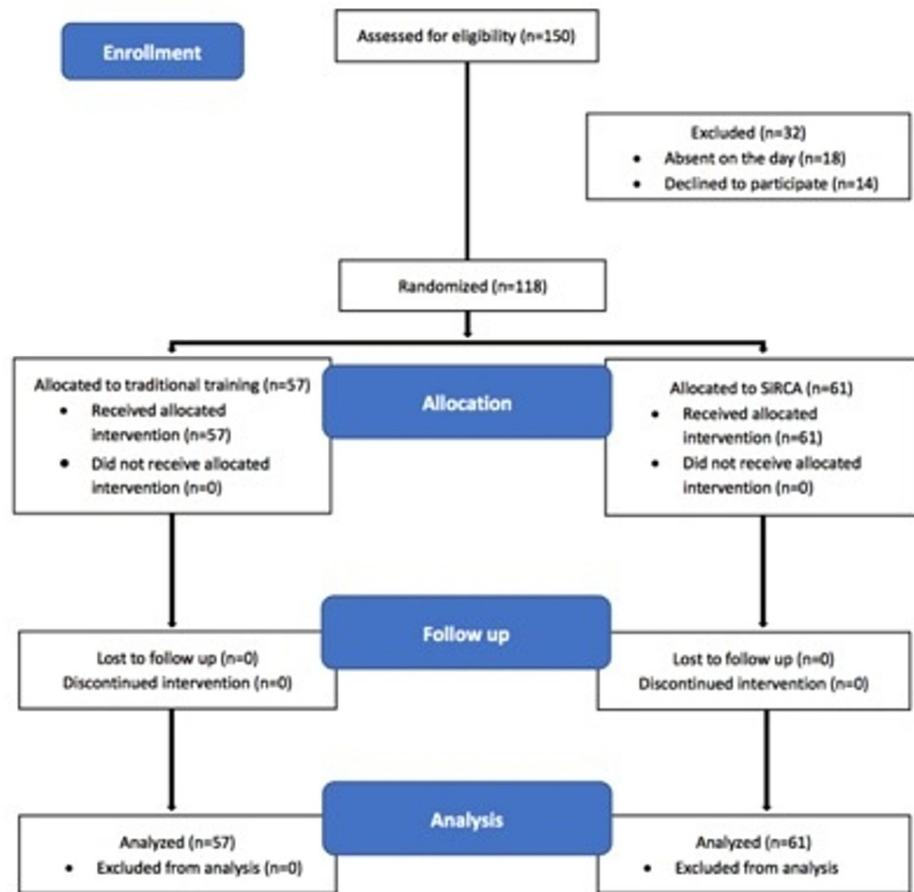 Assessed for eligibility (n=150)
Enrollment
Excluded (n=32)
• Absent on the day (n=18)
• Declined to participate (n=14)
Randomized (n=118)
Allocated to traditional training (n=57)
• Received allocated
intervention (n=57)
• Did not receive allocated
intervention (n=0)
Allocation
Allocated to SiRCA (n=61)
• Received allocated
intervention (n=61)
• Did not receive allocated
intervention (n=0)
Follow up
Lost to follow up (n=0)
Discontinued intervention (n=0)
Lost to follow up (n=0)
Discontinued intervention (n=0)
Analysis
Analyzed (n=57)
• Excluded from analysis (n=0)
Analyzed (n=61)
• Excluded from analysis